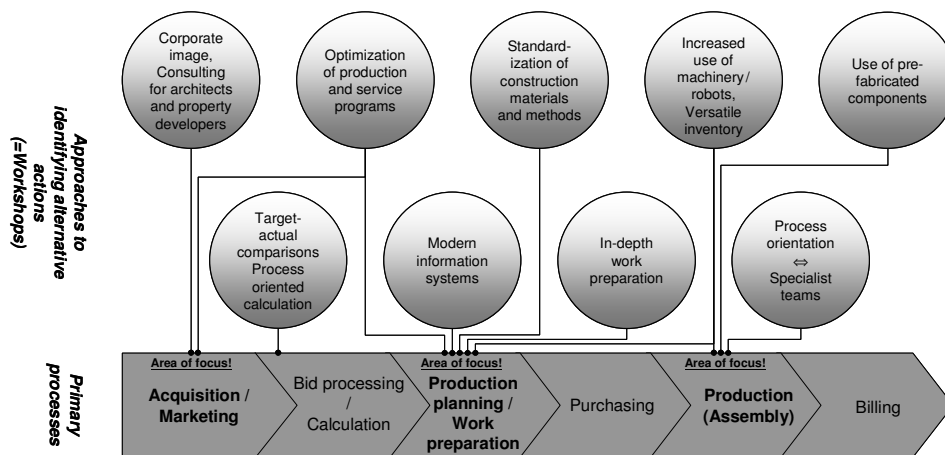 Approaches to
identifying alternative
actions
(=Workshops)
Corporate
image,
Consulting
for architects
and property
developers
Optimization
of production
and service
programs
Standard-
ization of
construction
materials
and methods
Increased
use of
machinery/
robots,
Versatile
inventory
Use of pre-
fabricated
components
Target-
actual
comparisons
Process
oriented
calculation
Modern
information
systems
In-depth
work
preparation
Process
orientation
⇔
Specialist
teams
Primary
processes
Area of focus!
Acquisition /
Marketing
Bid processing
/
Calculation
Area of focus!
Production
planning /
Work
preparation
Purchasing
Area of focus!
Production
(Assembly)
Billing